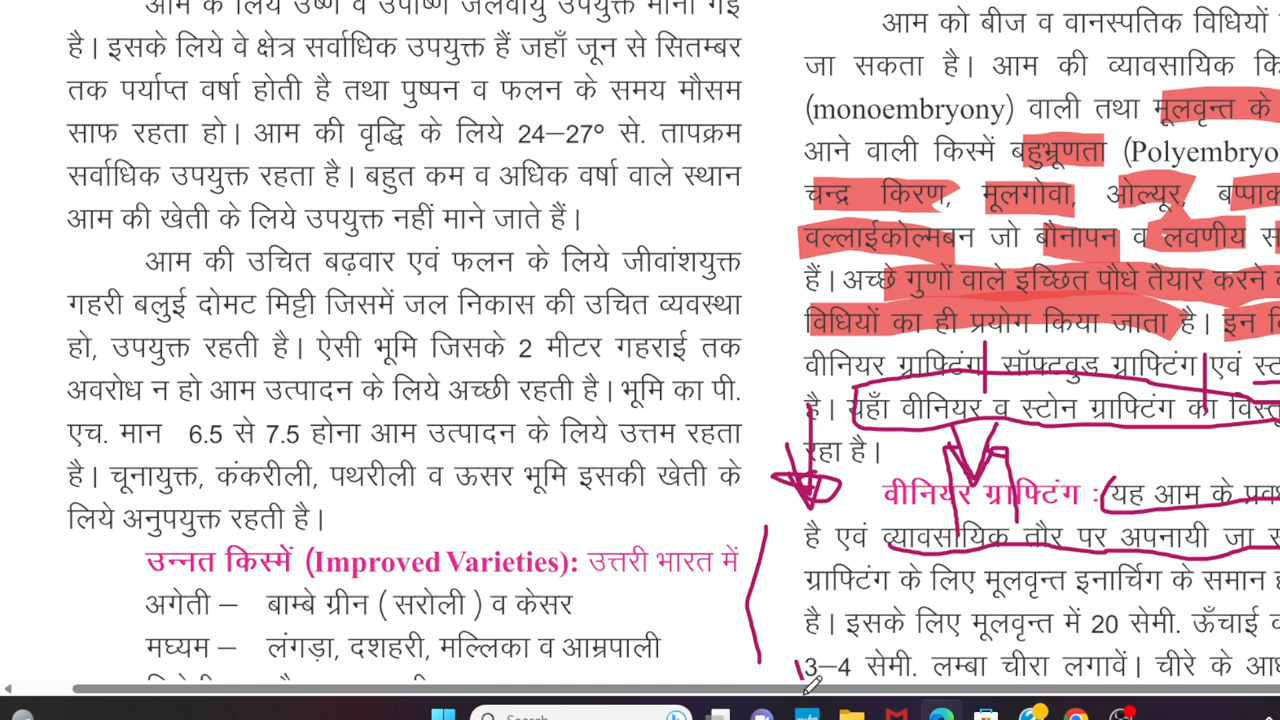 आम के लिये उष्ण व उपोष्ण जलवायु उपयुक्त मानी गई
है। इसके लिये वे क्षेत्र सर्वाधिक उपयुक्त हैं जहाँ जून से सितम्बर
तक पर्याप्त वर्षा होती है तथा पुष्पन व फलन के समय मौसम
साफ रहता हो। आम की वृद्धि के लिये 24–27° से. तापक्रम
सर्वाधिक उपयुक्त रहता है। बहुत कम व अधिक वर्षा वाले स्थान
आम की खेती के लिये उपयुक्त नहीं माने जाते हैं।
आम की उचित बढ़वार एवं फलन के लिये जीवांशयुक्त
गहरी बलुई दोमट मिट्टी जिसमें जल निकास की उचित व्यवस्था
हो, उपयुक्त रहती है। ऐसी भूमि जिसके 2 मीटर गहराई तक
अवरोध न हो आम उत्पादन के लिये अच्छी रहती है। भूमि का पी.
एच. मान 6.5 से 7.5 होना आम उत्पादन के लिये उत्तम रहता
है। चूनायुक्त, कंकरीली, पथरीली व ऊसर भूमि इसकी खेती के
लिये अनुपयुक्त रहती है।
उन्नत किस्में (Improved Varieties): उत्तरी भारत में
अगेती – बाम्बे ग्रीन ( सरोली ) व केसर
मघ्यम – लंगड़ा, दशहरी, मल्लिका व आम्रपाली
आम को बीज व वानस्पतिक विधियों
जा सकता है। आम की व्यावसायिक
(monoembryony) वाली तथा मूलवृन्त के
आने वाली किस्में बहुभ्रूणता (Polyembryo
चन्द्र किरण, मूलगोवा, ओल्यूर,
वल्लाईकोल्मबन जो बौनापन व लवणीय
हैं। अच्छे गुणों वाले इच्छित पौधे तैयार करने
विधियों का ही प्रयोग किया जाता है। इन
वीनियर ग्राफ्टिंग सॉफ्टवुड ग्राफ्टिंग एवं
है। यहाँ वीनियर व स्टोन ग्राफ्टिंग का
रहा है।
वीनियर ग्राफ्टिंग : यह आम के
है एवं व्यावसायिक तौर पर अपनायी जा
ग्राफ्टिंग के लिए मूलवृन्त इनार्चिग के समान
है। इसके लिए मूलवृन्त में 20 सेमी. ऊँचाई
3–4 सेमी. लम्बा चीरा लगावें। चीरे के
Search